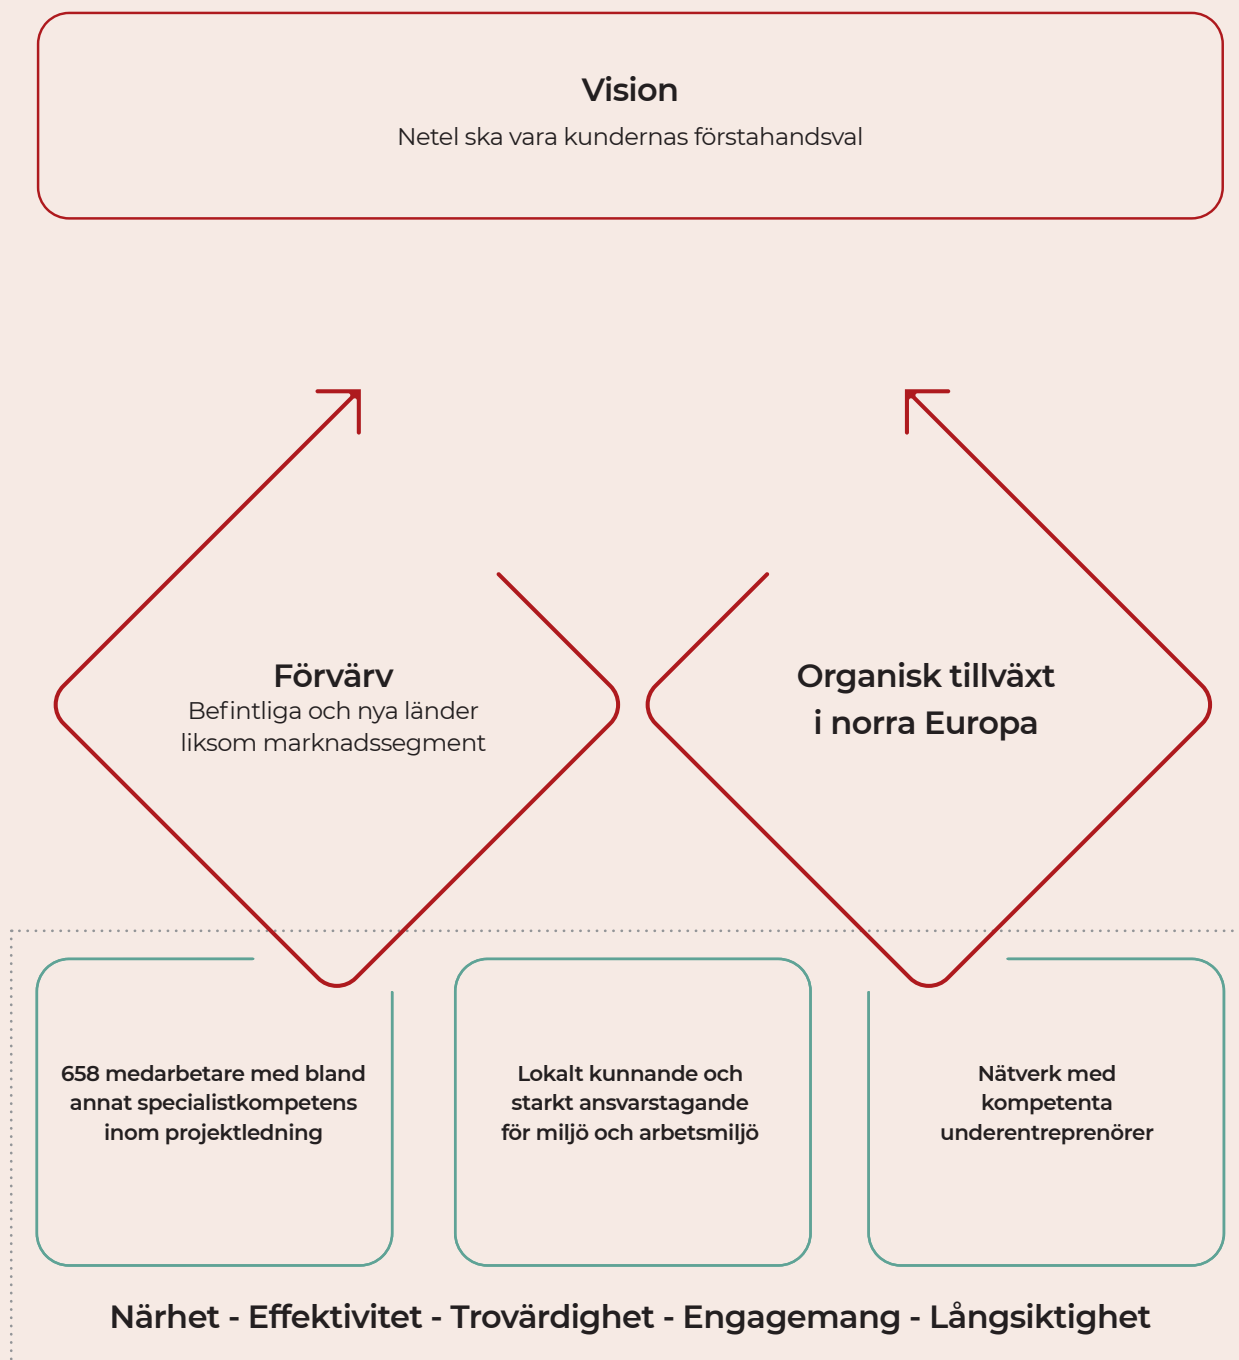 Vision
Netel ska vara kundernas förstahandsval
Förvärv
Befintliga och nya länder
liksom marknadssegment
Organisk tillväxt
i norra Europa
658 medarbetare med bland
annat specialistkompetens
inom projektledning
Lokalt kunnande och
starkt ansvarstagande
för miljö och arbetsmiljö
Nätverk med
kompetenta
underentreprenörer
Närhet - Effektivitet - Trovärdighet - Engagemang - Långsiktighet